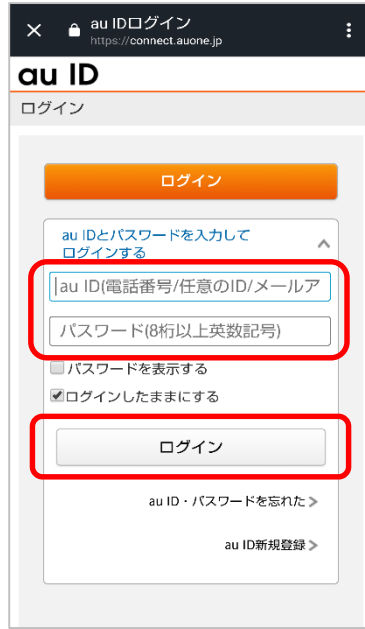 au IDログイン
https://connect.auone.jp
au ID
ログイン
ログイン
au IDとパスワードを入力して
ログインする
au ID(電話番号/任意のID/メールア
パスワード(8桁以上英数記号)
パスワードを表示する
ログインしたままにする
ログイン
au ID・パスワードを忘れた
au ID新規登録